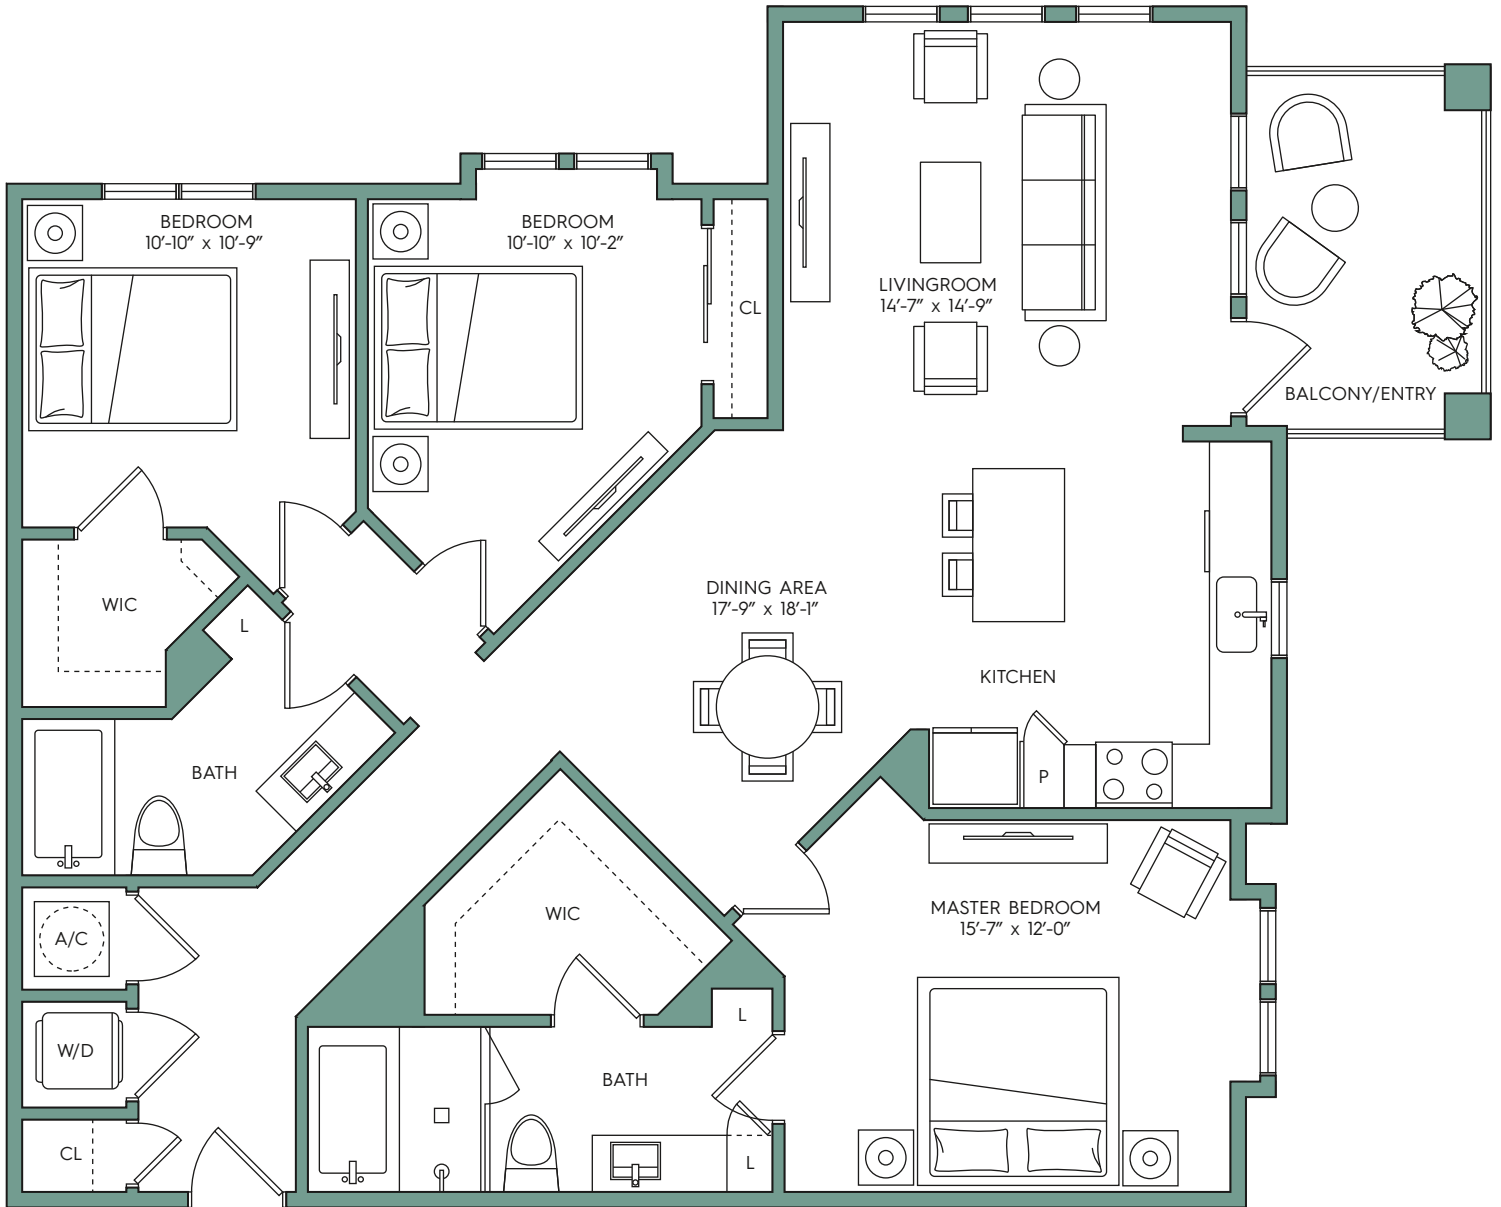 BEDROOM
10'-10" x 10'-9"
BEDROOM
10'-10" x 10'-2"
CL
LIVINGROOM
14'-7" x 14'-9"
BALCONY/ENTRY
WIC
L
DINING AREA
17'-9" x 18'-1"
KITCHEN
BATH
P
WIC
MASTER BEDROOM
15'-7" x 12'-0"
A/C
L
W/D
BATH
CL
L